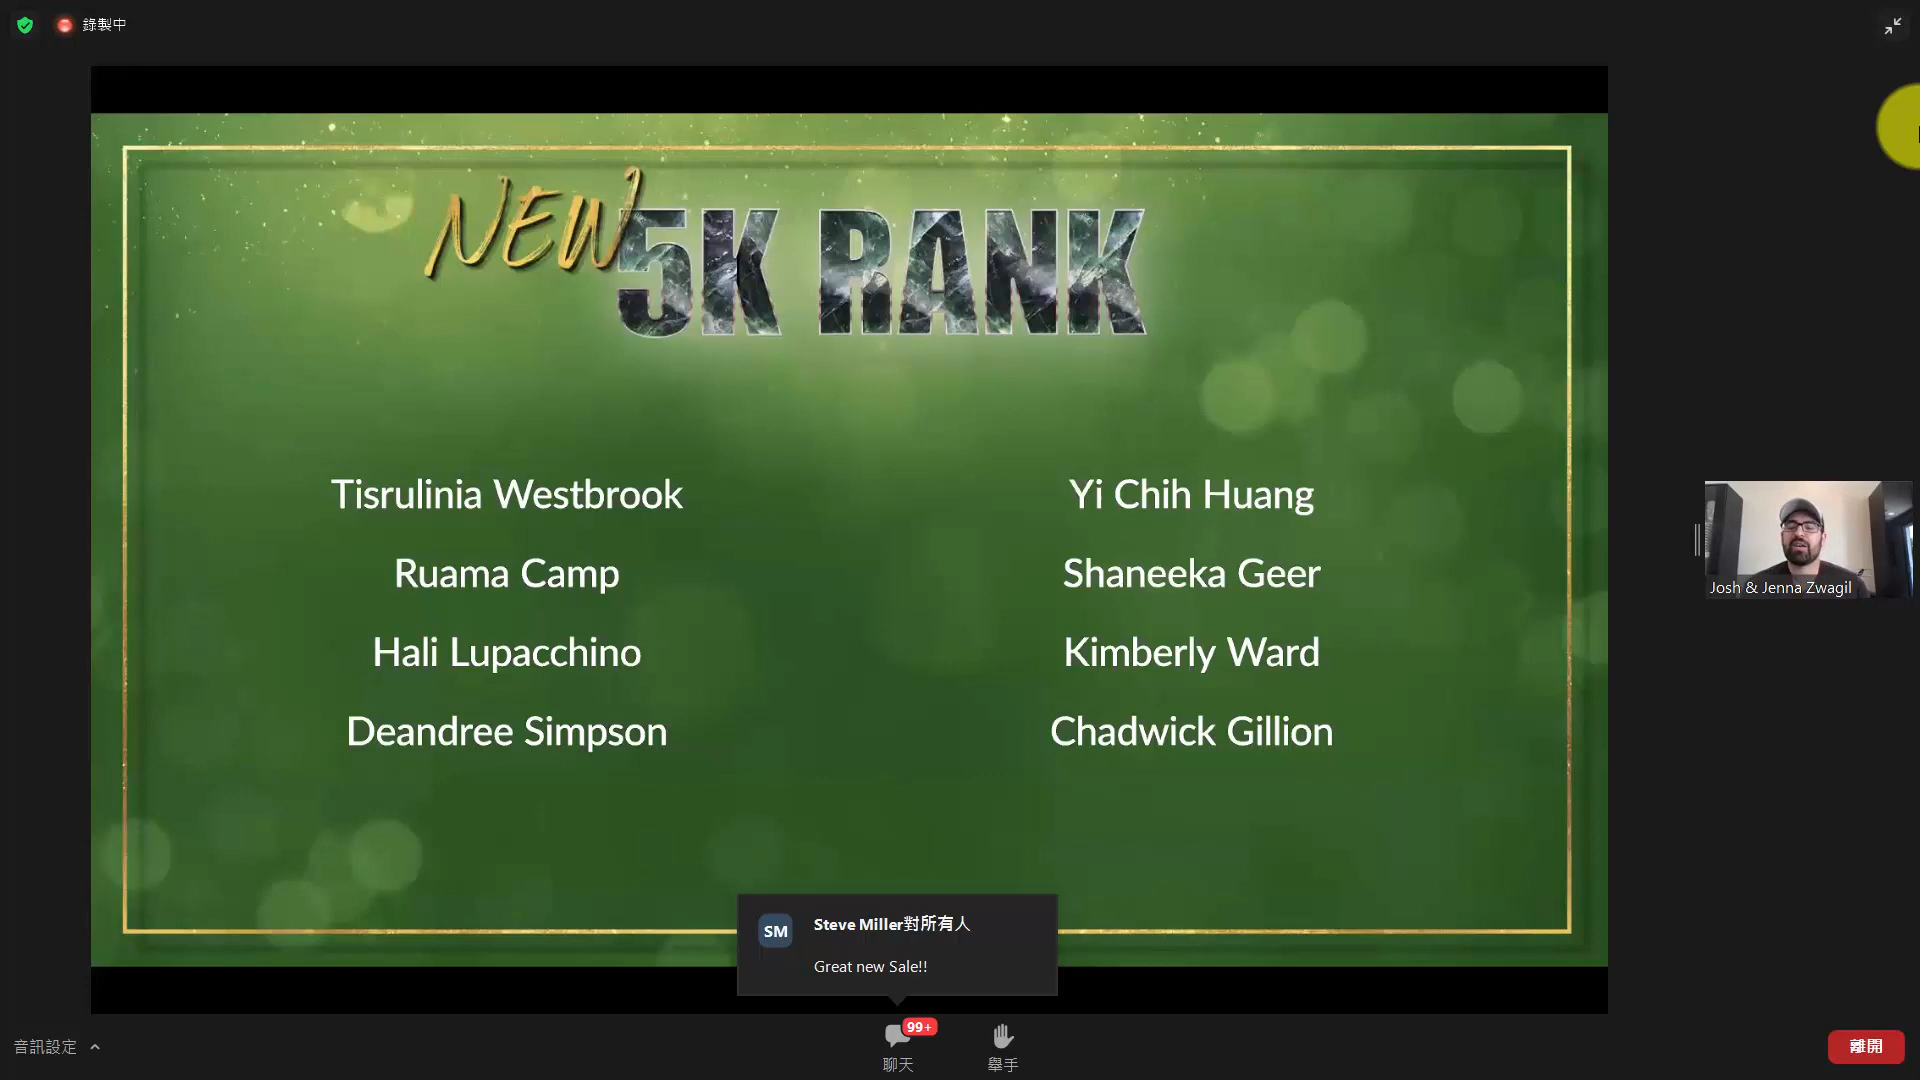 錄製中
NEW 5K RANK
Tisrulinia Westbrook
Ruama Camp
Hali Lupacchino
Deandree Simpson
Yi Chih Huang
Shaneeka Geer
Kimberly Ward
Chadwick Gillion
Josh & Jenna Zwagil
SM
Steve Miller對所有人
Great new Sale!!
音訊設定
99+
聊天
舉手
離開